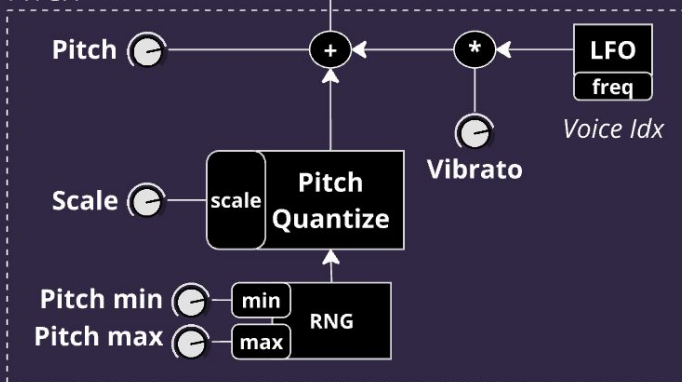 Pitch
+
*
LFO
freq
Voice Idx
Vibrato
Scale
scale
Pitch
Quantize
Pitch min
min
RNG
Pitch max
max